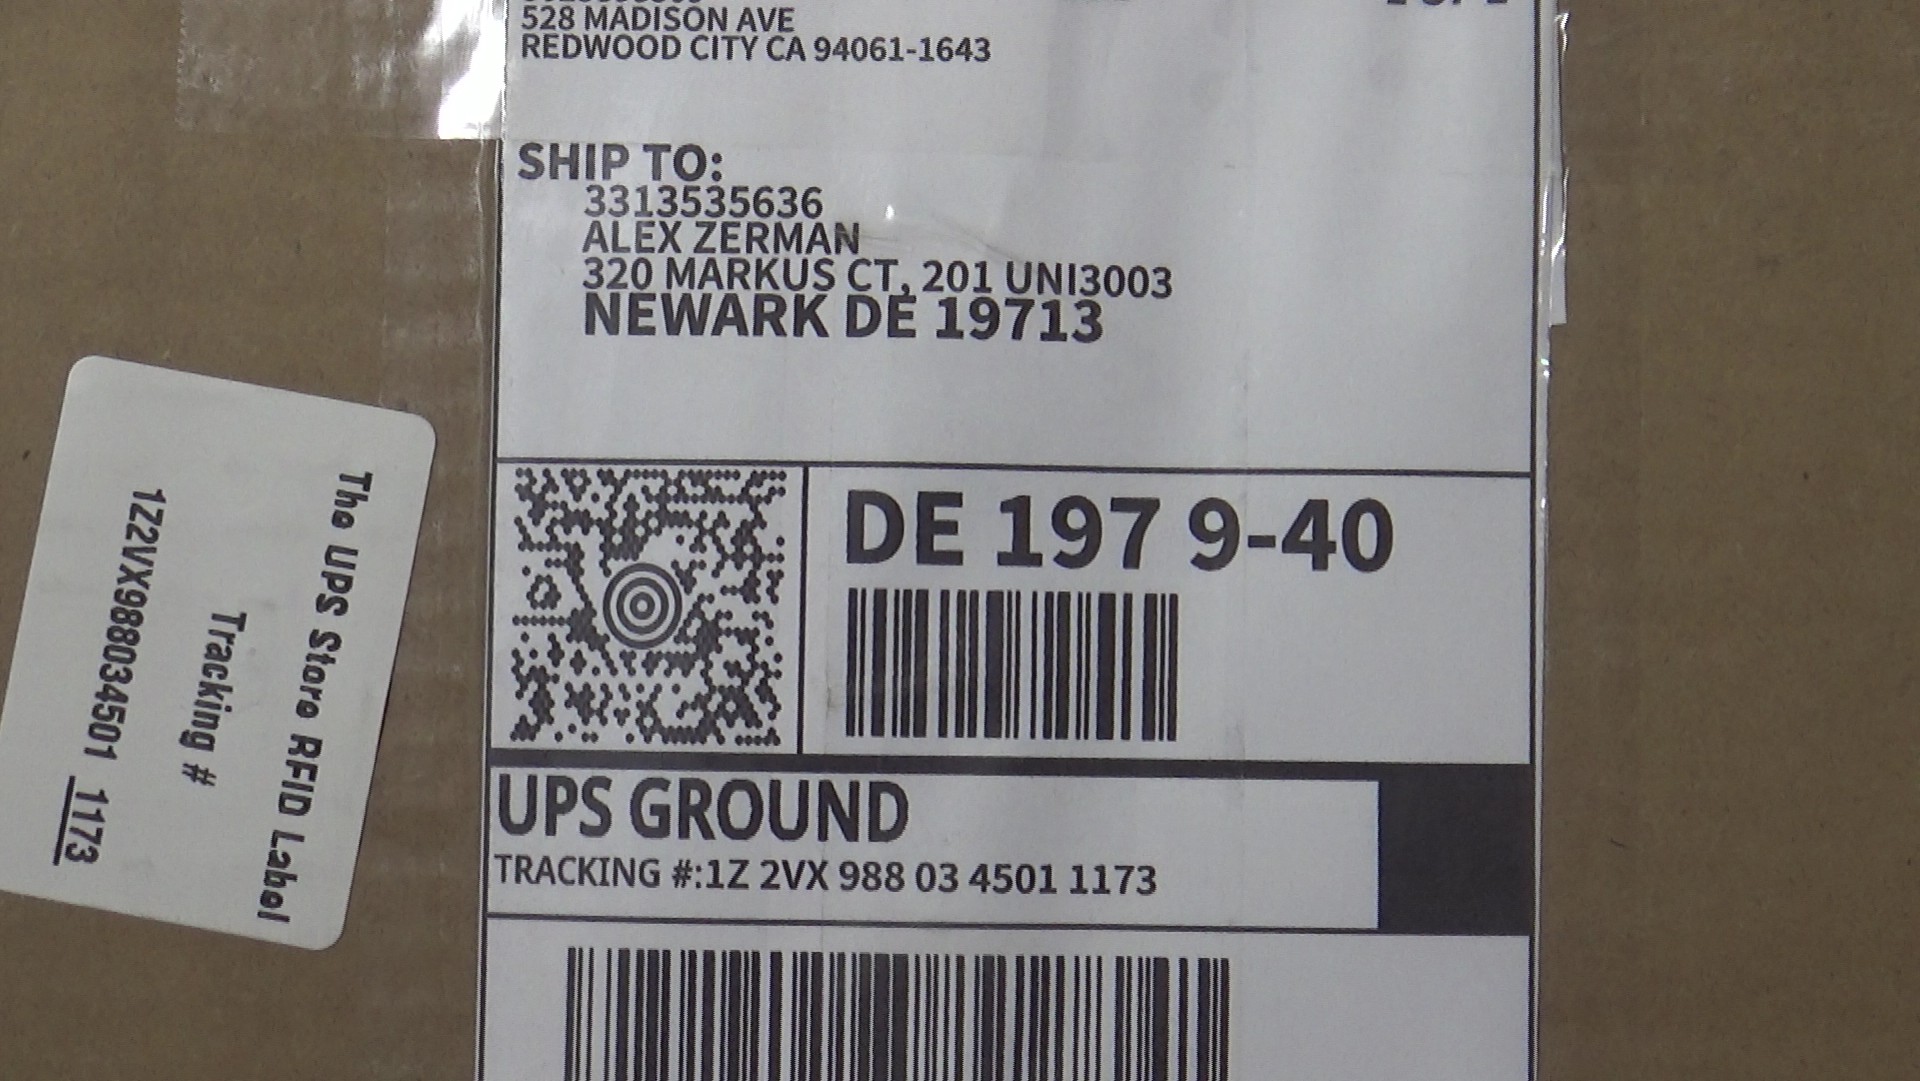 528 MADISON AVE
REDWOOD CITY CA 94061-1643
SHIP TO:
3313535636
ALEX ZERMAN
320 MARKUS CT, 201 UNI3003
NEWARK DE 19713
DE 197 9-40
UPS GROUND
TRACKING #:1Z 2VX 988 03 4501 1173
The UPS Store RFID Label
Tracking #
1Z2VX9880345011173